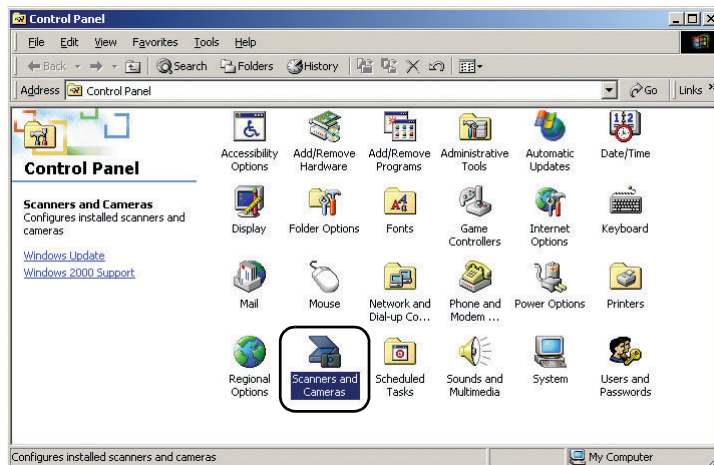 Control Panel
File Edit View Favorites Tools Help
Back Search Folders History
Address Control Panel Go Links »
Control Panel
Scanners and Cameras
Configures installed scanners and
cameras
Windows Update
Windows 2000 Support
Accessibility
Options
Add/Remove
Hardware
Add/Remove
Programs
Administrative
Tools
Automatic
Updates
Date/Time
Display
Folder Options
Fonts
Game
Controllers
Internet
Options
Keyboard
Mail
Mouse
Network and
Dial-up Co...
Phone and
Modem ...
Power Options
Printers
Regional
Options
Scanners and
Cameras
Scheduled
Tasks
Sounds and
Multimedia
System
Users and
Passwords
Configures installed scanners and cameras My Computer